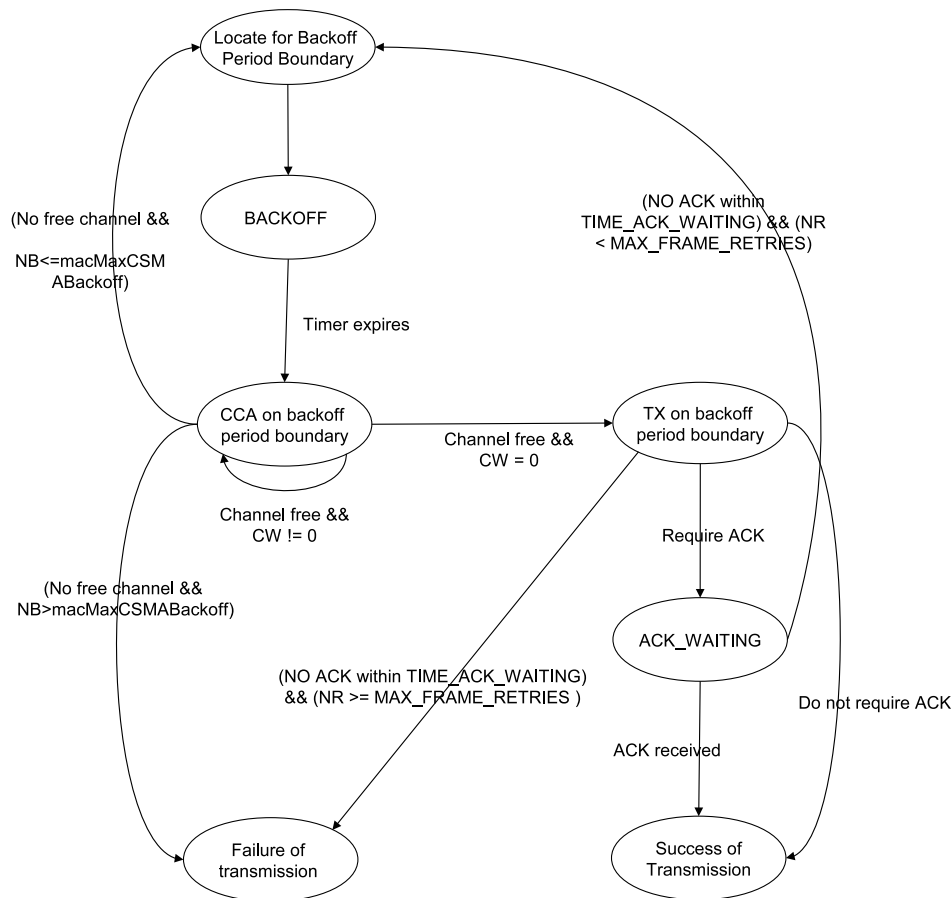 Locate for Backoff
Period Boundary
BACKOFF
(NO ACK within
TIME_ACK_WAITING) && (NR
< MAX_FRAME_RETRIES)
(No free channel &&
NB<=macMaxCSM
ABackoff)
Timer expires
CCA on backoff
period boundary
TX on backoff
period boundary
Channel free &&
CW = 0
Channel free &&
CW != 0
Require ACK
(No free channel &&
NB>macMaxCSMABackoff)
ACK_WAITING
(NO ACK within TIME_ACK_WAITING)
&& (NR >= MAX_FRAME_RETRIES )
Do not require ACK
ACK received
Failure of
transmission
Success of
Transmission